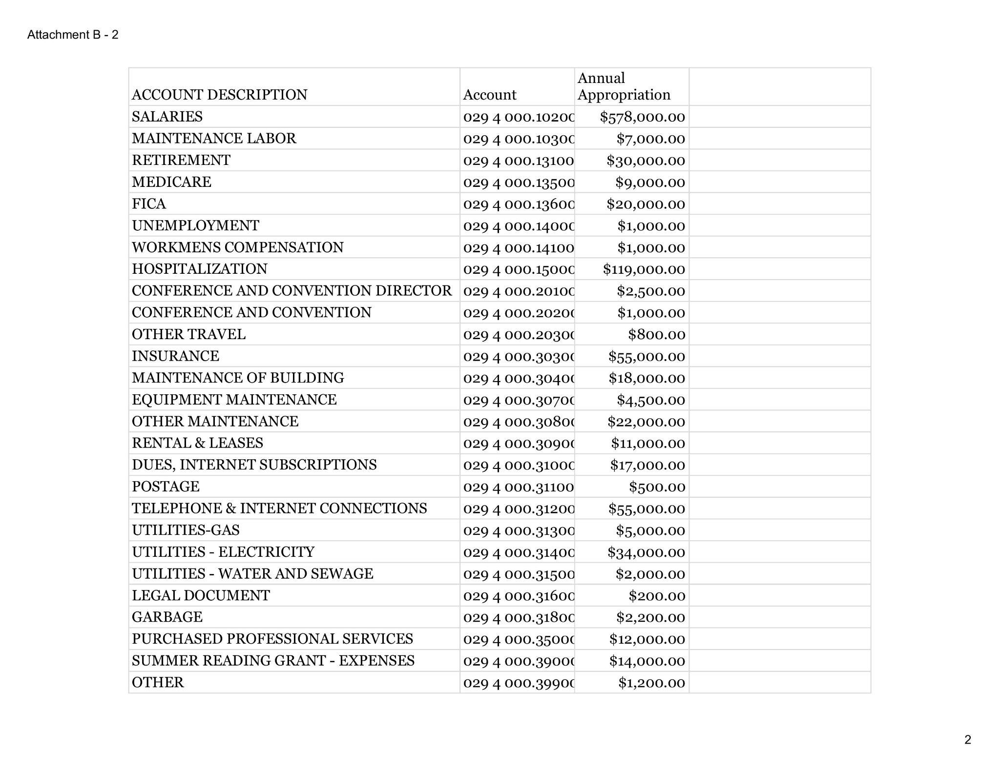 Attachment B - 2
ACCOUNT DESCRIPTION Account Annual Appropriation
SALARIES 029 4 000.10200 $578,000.00
MAINTENANCE LABOR 029 4 000.10300 $7,000.00
RETIREMENT 029 4 000.13100 $30,000.00
MEDICARE 029 4 000.13500 $9,000.00
FICA 029 4 000.13600 $20,000.00
UNEMPLOYMENT 029 4 000.14000 $1,000.00
WORKMENS COMPENSATION 029 4 000.14100 $1,000.00
HOSPITALIZATION 029 4 000.15000 $119,000.00
CONFERENCE AND CONVENTION DIRECTOR 029 4 000.20100 $2,500.00
CONFERENCE AND CONVENTION 029 4 000.20200 $1,000.00
OTHER TRAVEL 029 4 000.20300 $800.00
INSURANCE 029 4 000.30300 $55,000.00
MAINTENANCE OF BUILDING 029 4 000.30400 $18,000.00
EQUIPMENT MAINTENANCE 029 4 000.30700 $4,500.00
OTHER MAINTENANCE 029 4 000.30800 $22,000.00
RENTAL & LEASES 029 4 000.30900 $11,000.00
DUES, INTERNET SUBSCRIPTIONS 029 4 000.31000 $17,000.00
POSTAGE 029 4 000.31100 $500.00
TELEPHONE & INTERNET CONNECTIONS 029 4 000.31200 $55,000.00
UTILITIES-GAS 029 4 000.31300 $5,000.00
UTILITIES - ELECTRICITY 029 4 000.31400 $34,000.00
UTILITIES - WATER AND SEWAGE 029 4 000.31500 $2,000.00
LEGAL DOCUMENT 029 4 000.31600 $200.00
GARBAGE 029 4 000.31800 $2,200.00
PURCHASED PROFESSIONAL SERVICES 029 4 000.35000 $12,000.00
SUMMER READING GRANT - EXPENSES 029 4 000.39000 $14,000.00
OTHER 029 4 000.39900 $1,200.00
2